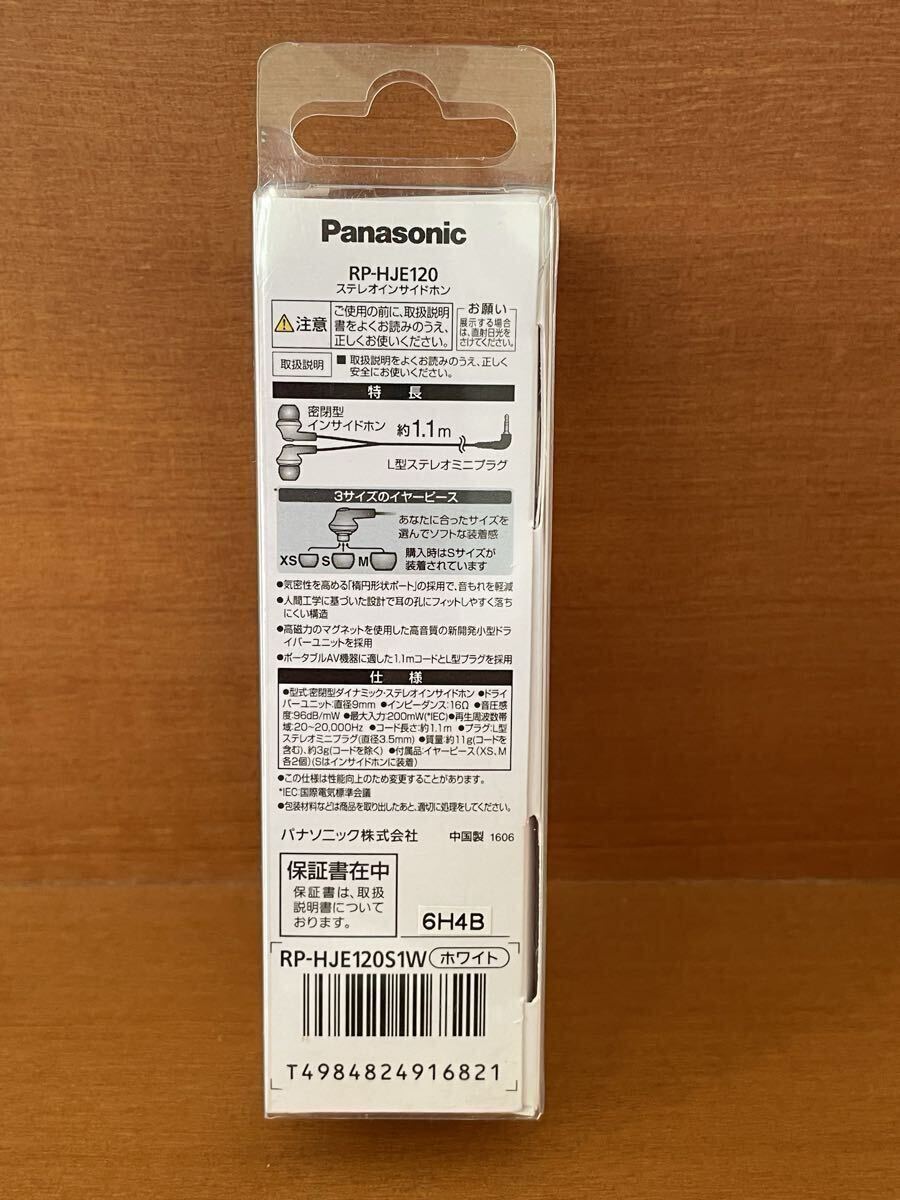 Panasonic
RP-HJE120
ステレオインサイドホン
注意
ご使用の前に、取扱説明
書をよくお読みのうえ、
正しくお使いください。
お願い
展示する場合
は、直射日光を
さけてください。
取扱説明
■ 取扱説明をよくお読みのうえ、正しく
安全にお使いください。
特 長
密閉型
インサイドホン
約1.1m
L型ステレオミニプラグ
3サイズのイヤーピース
あなたに合ったサイズを
選んでソフトな装着感
XS S M
購入時はSサイズが
装着されています
●気密性を高める「楕円形状ポート」の採用で、音もれを軽減
●人間工学に基づいた設計で耳の孔にフィットしやすく落ち
にくい構造
●高磁力のマグネットを使用した高音質の新開発小型ドラ
イバーユニットを採用
●ポータブルAV機器に適した1.1mコードとL型プラグを採用
仕 様
●型式:密閉型ダイナミック・ステレオインサイドホン ●ドライ
バーユニット:直径9mm ●インピーダンス:16Ω ●音圧感
度:96dB/mW ●最大入力:200mW(*IEC) ●再生周波数帯
域:20~20,000Hz ●コード長さ:約1.1m ●プラグ:L型
ステレオミニプラグ(直径3.5mm) ●質量:約11g(コードを
含む)、約3g(コードを除く) ●付属品:イヤーピース(XS、M
各2個)(Sはインサイドホンに装着)
●この仕様は性能向上のため変更することがあります。
*IEC:国際電気標準会議
●包装材料などは商品を取り出したあと、適切に処理をしてください。
パナソニック株式会社
中国製 1606
保証書在中
保証書は、取扱
説明書について
おります。
6H4B
RP-HJE120S1W ホワイト
T4984824916821